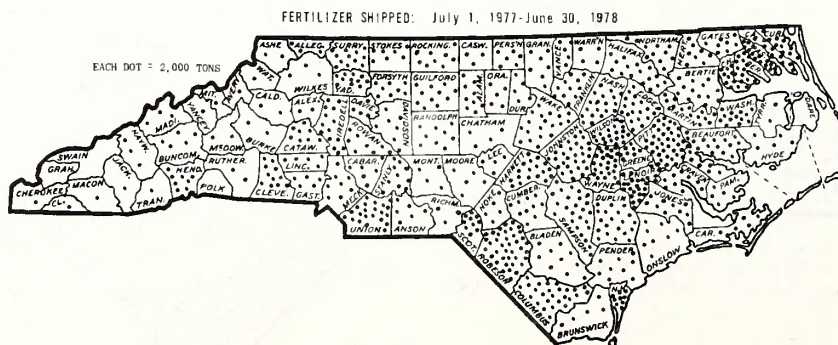 FERTILIZER SHIPPED: July 1, 1977-June 30, 1978
EACH DOT = 2,000 TONS
ASHE
ALLEG.
SURRY
STOKES
ROCKING.
CASW.
PERS'N
GRAN.
VANCE
WARR'N
HALIFAX
NORTHAM.
HERT.
GATES
WAT.
WILKES
YAD.
FORSYTH
GUILFORD
ALAM.
ORA.
DUR.
BERTIE
MIT.
AVERY
CALD.
ALEX.
IREDELL
DAVIE
DAVIDSON
RANDOLPH
CHATHAM
WAKE
FRANKLIN
NASH
EDGE.
MARTIN
WASH.
TYRR.
DARE
MADI.
YANCEY
McDOW.
BURKE
CATAW.
ROWAN
JOHNSTON
WILSON
PITT
BEAUFORT
HYDE
SWAIN
HAYW.
BUNCOM.
RUTHER.
LINC.
CABAR.
STANLY
MONT.
MOORE
LEE
HARNETT
WAYNE
GREENE
LENOIR
CRAVEN
PAM.
GRAH.
JACK.
HEND.
POLK
CLEVE.
GAST.
MECK.
CHEROKEE
MACON
CL.
TRAN.
UNION
ANSON
RICHM.
HOKE
CUMBER.
SAMPSON
DUPLIN
JONES
CAR.
SCOT.
ROBESON
BLADEN
PENDER
ONSLOW
COLUMBUS
BRUNSWICK